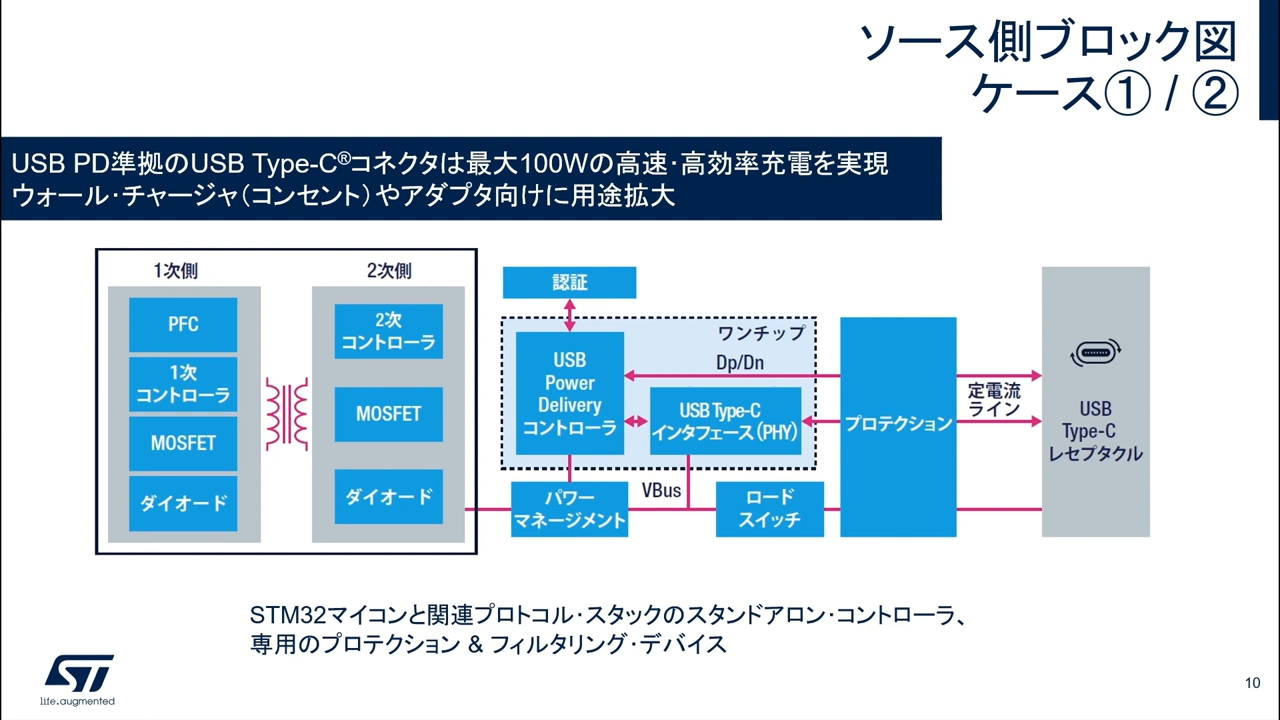 ソース側ブロック図
ケース① / ②
USB PD準拠のUSB Type-C®コネクタは最大100Wの高速・高効率充電を実現
ウォール・チャージャ（コンセント）やアダプタ向けに用途拡大
1次側
PFC
1次
コントローラ
MOSFET
ダイオード
2次側
2次
コントローラ
MOSFET
ダイオード
認証
ワンチップ
USB
Power
Delivery
コントローラ
Dp/Dn
USB Type-C
インタフェース（PHY）
パワー
マネージメント
VBus
ロード
スイッチ
プロテクション
定電流
ライン
USB
Type-C
レセプタクル
STM32マイコンと関連プロトコル・スタックのスタンドアロン・コントローラ、
専用のプロテクション & フィルタリング・デバイス
ST
life.augmented
10